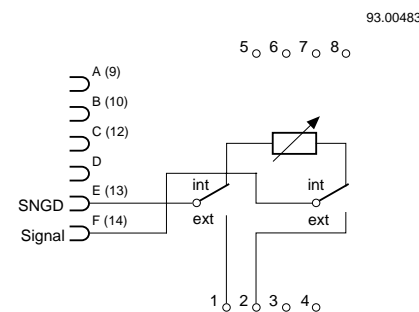 93.00483
5 6 7 8
A (9)
B (10)
C (12)
D
E (13)
SNGD
F (14)
Signal
int
ext
int
ext
1 2 3 4